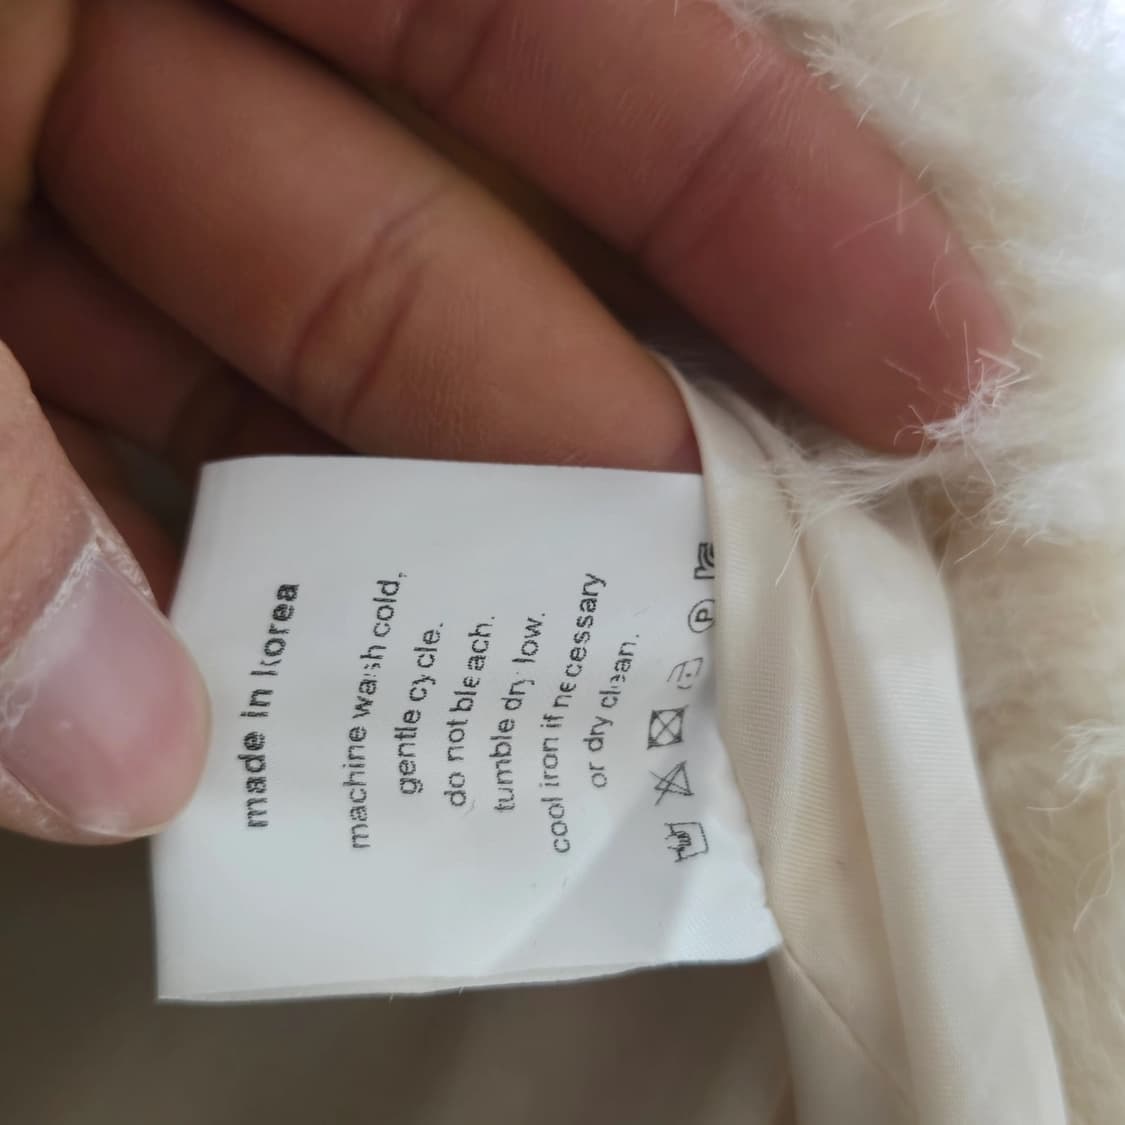 made in korea
machine wash cold,
gentle cycle.
do not bleach.
tumble dry low.
cool iron if necessary
or dry clean.
P